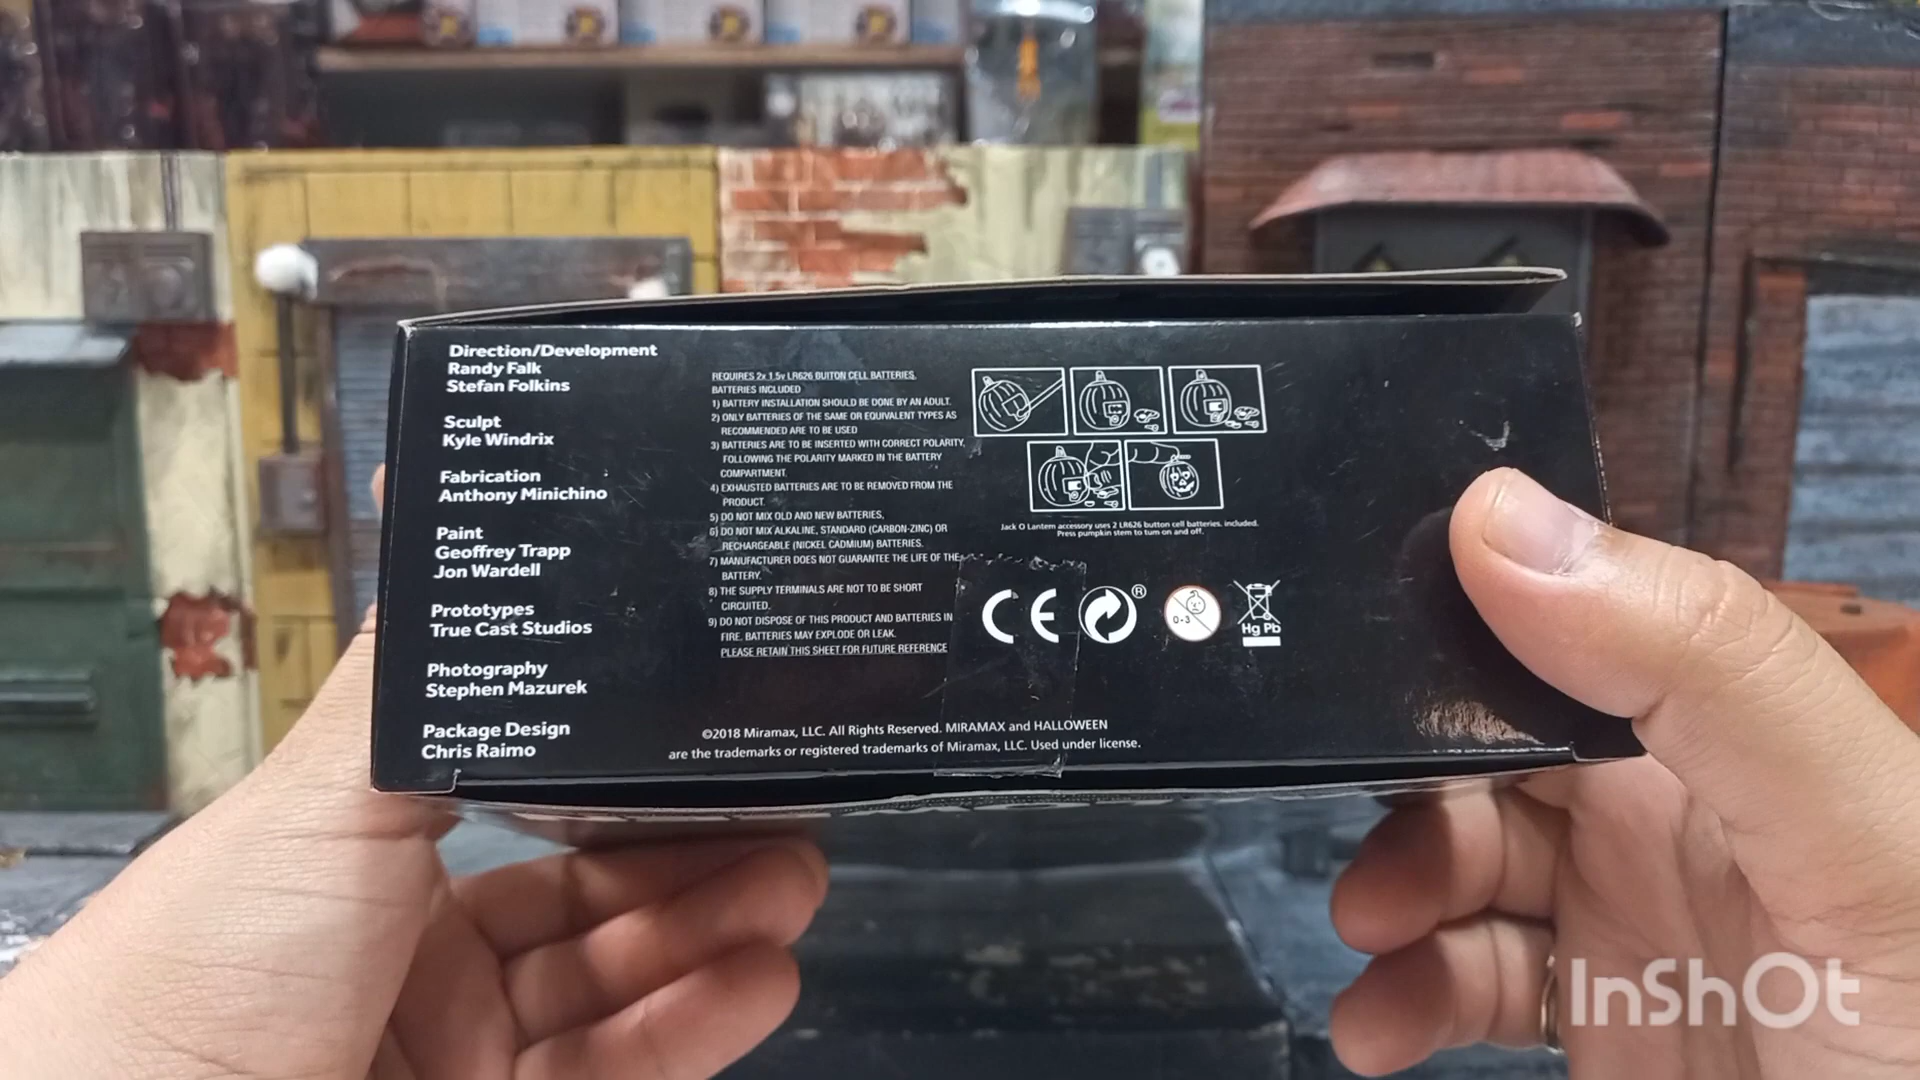 Direction/Development
Randy Falk
Stefan Folkins
Sculpt
Kyle Windrix
Fabrication
Anthony Minichino
Paint
Geoffrey Trapp
Jon Wardell
Prototypes
True Cast Studios
Photography
Stephen Mazurek
Package Design
Chris Raimo
REQUIRES 2x 1.5v LR626 BUITON CELL BATTERIES.
BATTERIES INCLUDED
1) BATTERY INSTALLATION SHOULD BE DONE BY AN ADULT.
2) ONLY BATTERIES OF THE SAME OR EQUIVALENT TYPES AS
RECOMMENDED ARE TO BE USED
3) BATTERIES ARE TO BE INSERTED WITH CORRECT POLARITY,
FOLLOWING THE POLARITY MARKED IN THE BATTERY
COMPARTMENT.
4) EXHAUSTED BATTERIES ARE TO BE REMOVED FROM THE
PRODUCT.
5) DO NOT MIX OLD AND NEW BATTERIES,
6) DO NOT MIX ALKALINE, STANDARD (CARBON-ZINC) OR
RECHARGEABLE (NICKEL CADMIUM) BATTERIES.
7) MANUFACTURER DOES NOT GUARANTEE THE LIFE OF THE
BATTERY.
8) THE SUPPLY TERMINALS ARE NOT TO BE SHORT
CIRCUITED.
9) DO NOT DISPOSE OF THIS PRODUCT AND BATTERIES IN
FIRE. BATTERIES MAY EXPLODE OR LEAK.
PLEASE RETAIN THIS SHEET FOR FUTURE REFERENCE
Jack O Lantern accessory uses 2 LR626 button cell batteries, included.
Press pumpkin stem to turn on and off.
CE ® 0-3 Hg Pb
©2018 Miramax, LLC. All Rights Reserved. MIRAMAX and HALLOWEEN
are the trademarks or registered trademarks of Miramax, LLC. Used under license.
InShOt